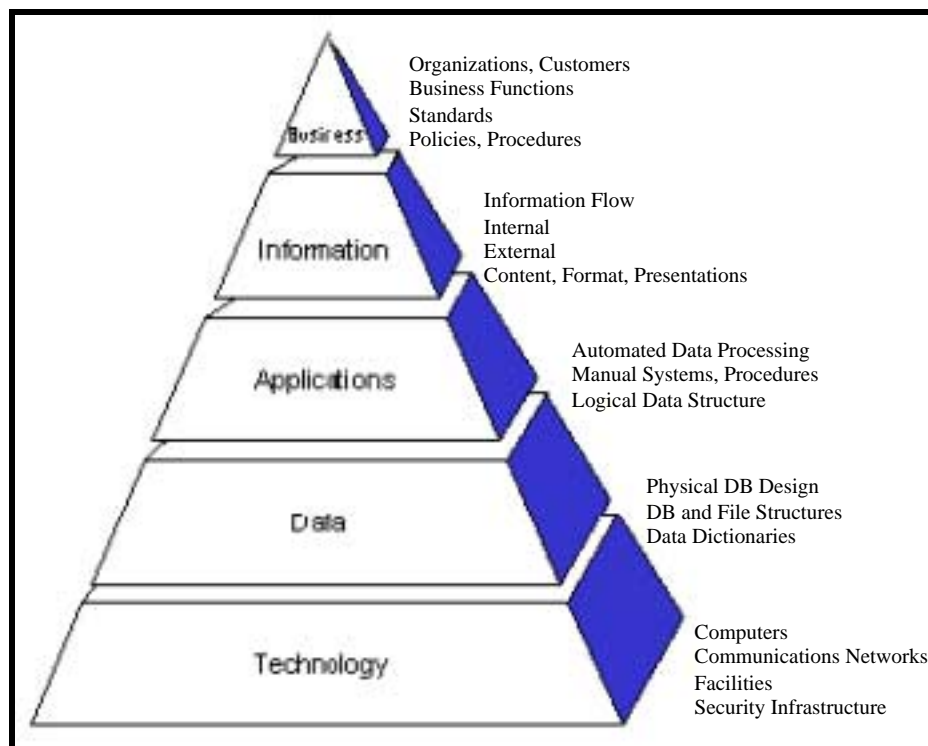 Organizations, Customers
Business Functions
Standards
Policies, Procedures
Business
Information Flow
Internal
External
Content, Format, Presentations
Information
Automated Data Processing
Manual Systems, Procedures
Logical Data Structure
Applications
Physical DB Design
DB and File Structures
Data Dictionaries
Data
Computers
Communications Networks
Facilities
Security Infrastructure
Technology